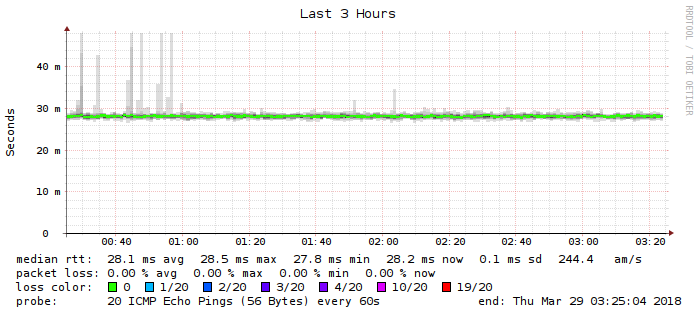 Last 3 Hours
RRDTOOL / TOBI OETIKER
Seconds
40 m
30 m
20 m
10 m
0
00:40 01:00 01:20 01:40 02:00 02:20 02:40 03:00 03:20
median rtt: 28.1 ms avg 28.5 ms max 27.8 ms min 28.2 ms now 0.1 ms sd 244.4 am/s
packet loss: 0.00 % avg 0.00 % max 0.00 % min 0.00 % now
loss color: 0 1/20 2/20 3/20 4/20 10/20 19/20
probe: 20 ICMP Echo Pings (56 Bytes) every 60s end: Thu Mar 29 03:25:04 2018